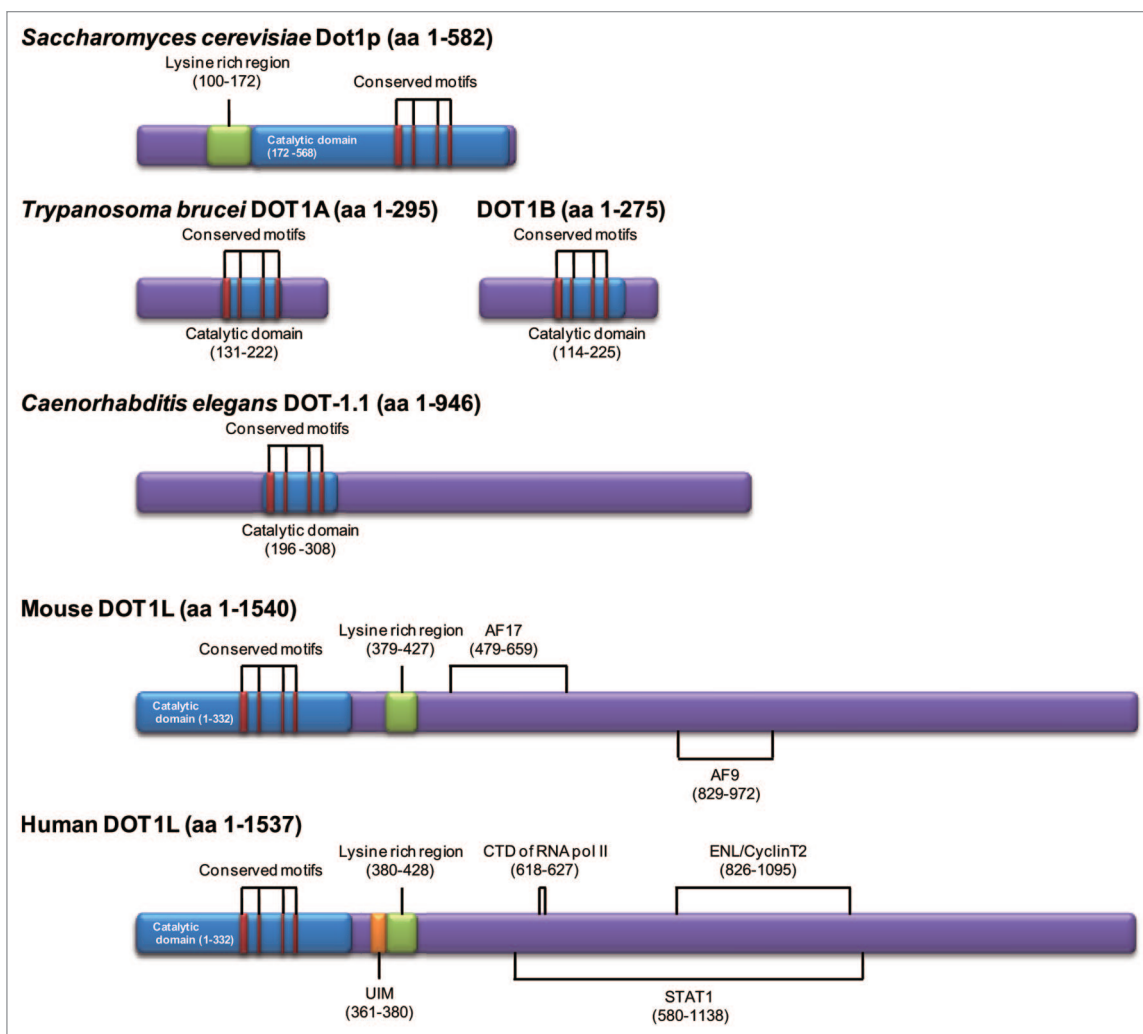 Saccharomyces cerevisiae Dot1p (aa 1-582)
Lysine rich region
(100-172)
Conserved motifs
Catalytic domain
(172 -568)
Trypanosoma brucei DOT1A (aa 1-295)
DOT1B (aa 1-275)
Conserved motifs
Conserved motifs
Catalytic domain
(131-222)
Catalytic domain
(114-225)
Caenorhabditis elegans DOT-1.1 (aa 1-946)
Conserved motifs
Catalytic domain
(196 -308)
Mouse DOT1L (aa 1-1540)
Conserved motifs
Lysine rich region
(379-427)
AF17
(479-659)
Catalytic
domain (1-332)
AF9
(829-972)
Human DOT1L (aa 1-1537)
Conserved motifs
Lysine rich region
(380-428)
CTD of RNA pol II
(618-627)
ENL/CyclinT2
(826-1095)
Catalytic
domain (1-332)
UIM
(361-380)
STAT1
(580-1138)